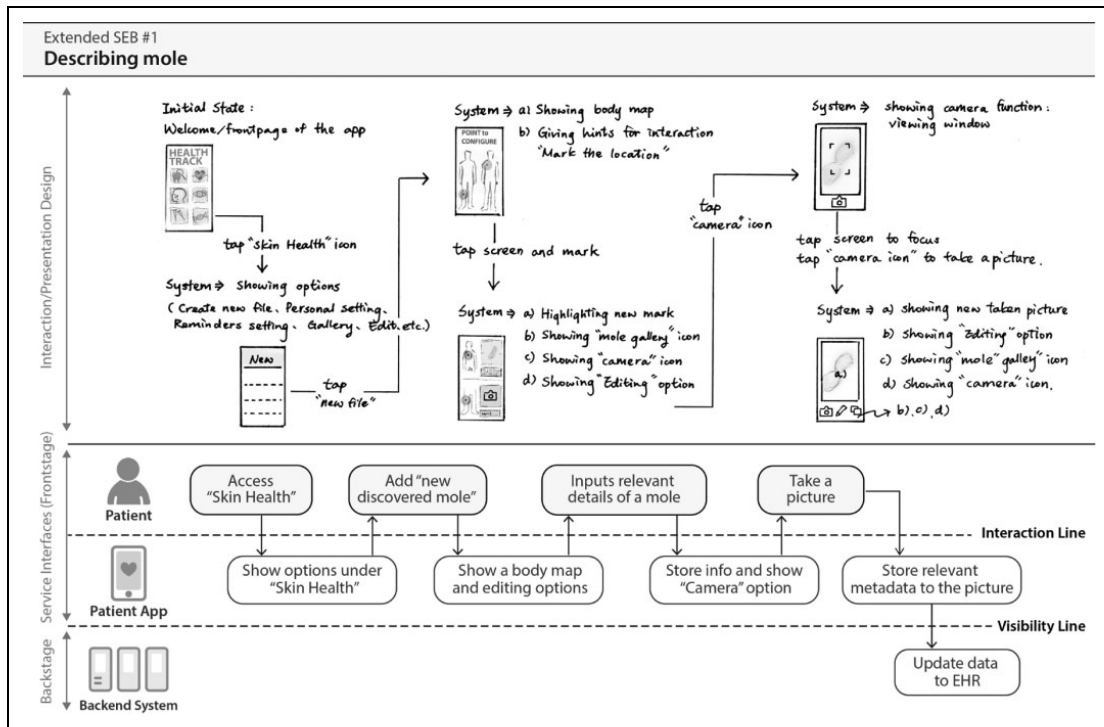 Extended SEB #1
Describing mole
Interaction/Presentation Design
Initial State :
Welcome/frontpage of the app
HEALTH
TRACK
tap "skin Health" icon
System ⇒ showing options
( Create new file、Personal setting、
Reminders setting、Gallery、Edit.etc.)
New
tap
"new file"
System ⇒ a) Showing body map
b) Giving hints for interaction
"Mark the location"
POINT to
CONFIGURE
tap screen and mark
System ⇒ a) Highlighting new mark
b) Showing "mole gallery" icon
c) Showing "camera" icon
d) Showing "Editing" option
tap
"camera" icon
System ⇒ showing camera function :
viewing window
tap screen to focus
tap "camera icon" to take a picture.
System ⇒ a) showing new taken picture
b) showing "Editing" option
c) showing "mole" galley" icon
d) showing "camera" icon.
a)
b).c).d)
Service Interfaces (Frontstage)
Patient
Access
"Skin Health"
Add "new
discovered mole"
Inputs relevant
details of a mole
Take a
picture
Interaction Line
Patient App
Show options under
"Skin Health"
Show a body map
and editing options
Store info and show
"Camera" option
Store relevant
metadata to the picture
Visibility Line
Backstage
Backend System
Update data
to EHR